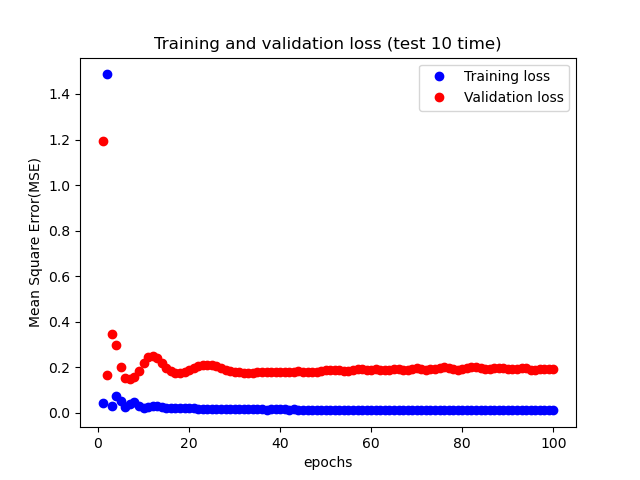 Training and validation loss (test 10 time)
Training loss
Validation loss
Mean Square Error(MSE)
1.4
1.2
1.0
0.8
0.6
0.4
0.2
0.0
0 20 40 60 80 100
epochs